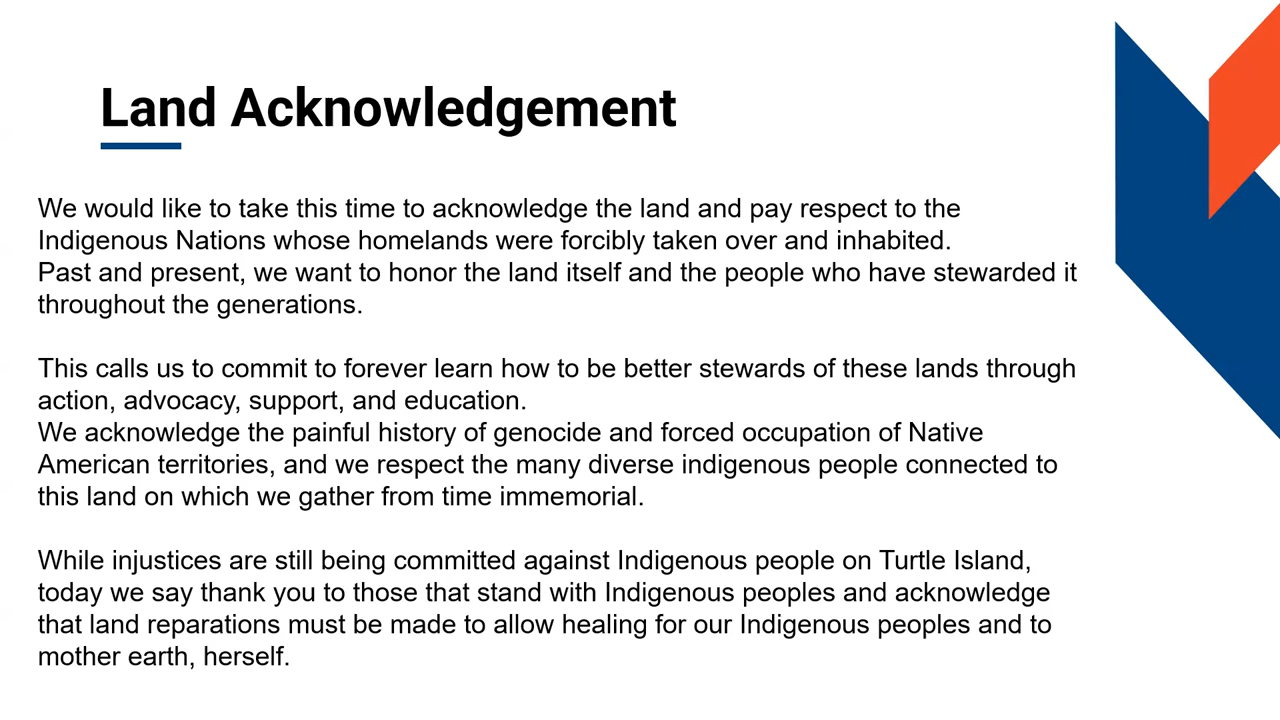 Land Acknowledgement
We would like to take this time to acknowledge the land and pay respect to the
Indigenous Nations whose homelands were forcibly taken over and inhabited.
Past and present, we want to honor the land itself and the people who have stewarded it
throughout the generations.
This calls us to commit to forever learn how to be better stewards of these lands through
action, advocacy, support, and education.
We acknowledge the painful history of genocide and forced occupation of Native
American territories, and we respect the many diverse indigenous people connected to
this land on which we gather from time immemorial.
While injustices are still being committed against Indigenous people on Turtle Island,
today we say thank you to those that stand with Indigenous peoples and acknowledge
that land reparations must be made to allow healing for our Indigenous peoples and to
mother earth, herself.